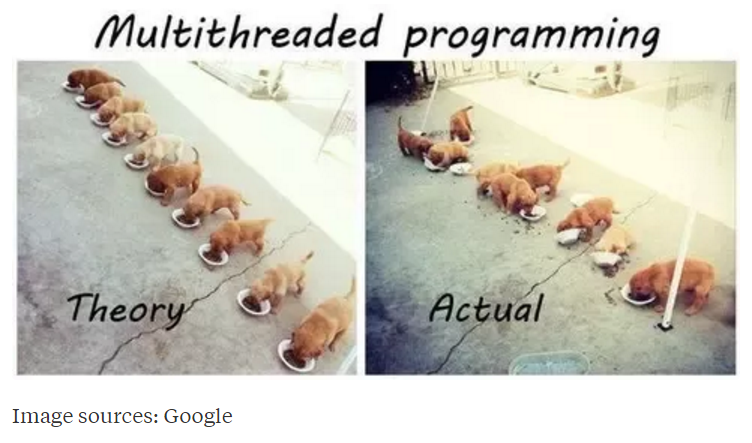 Multithreaded programming
Theory
Actual
Image sources: Google